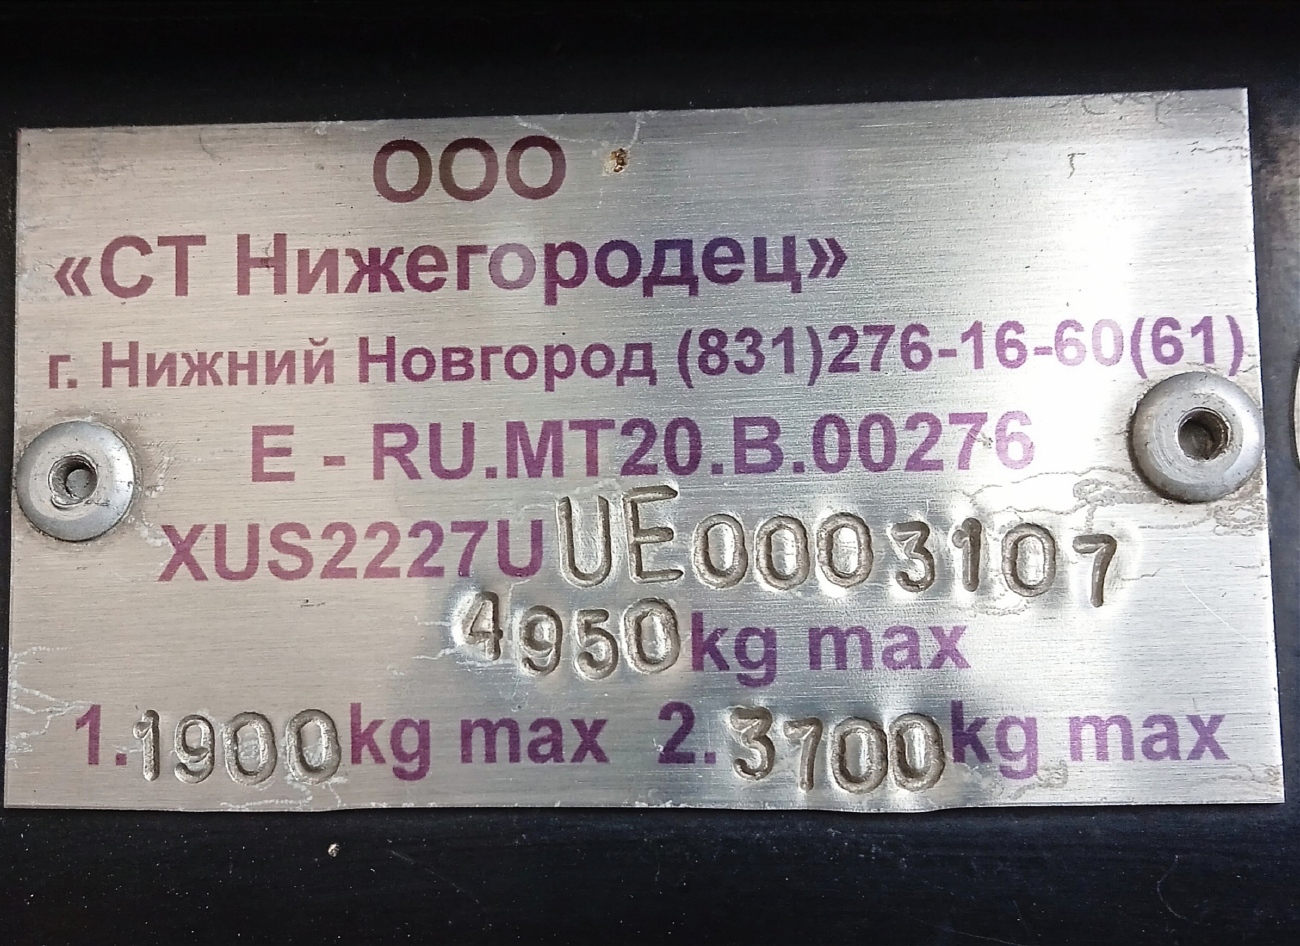 ООО
«СТ Нижегородец»
г. Нижний Новгород (831)276-16-60(61)
E - RU.MT20.B.00276
XUS2227UUE0003107
4950kg max
1.1900kg max 2.3700kg max